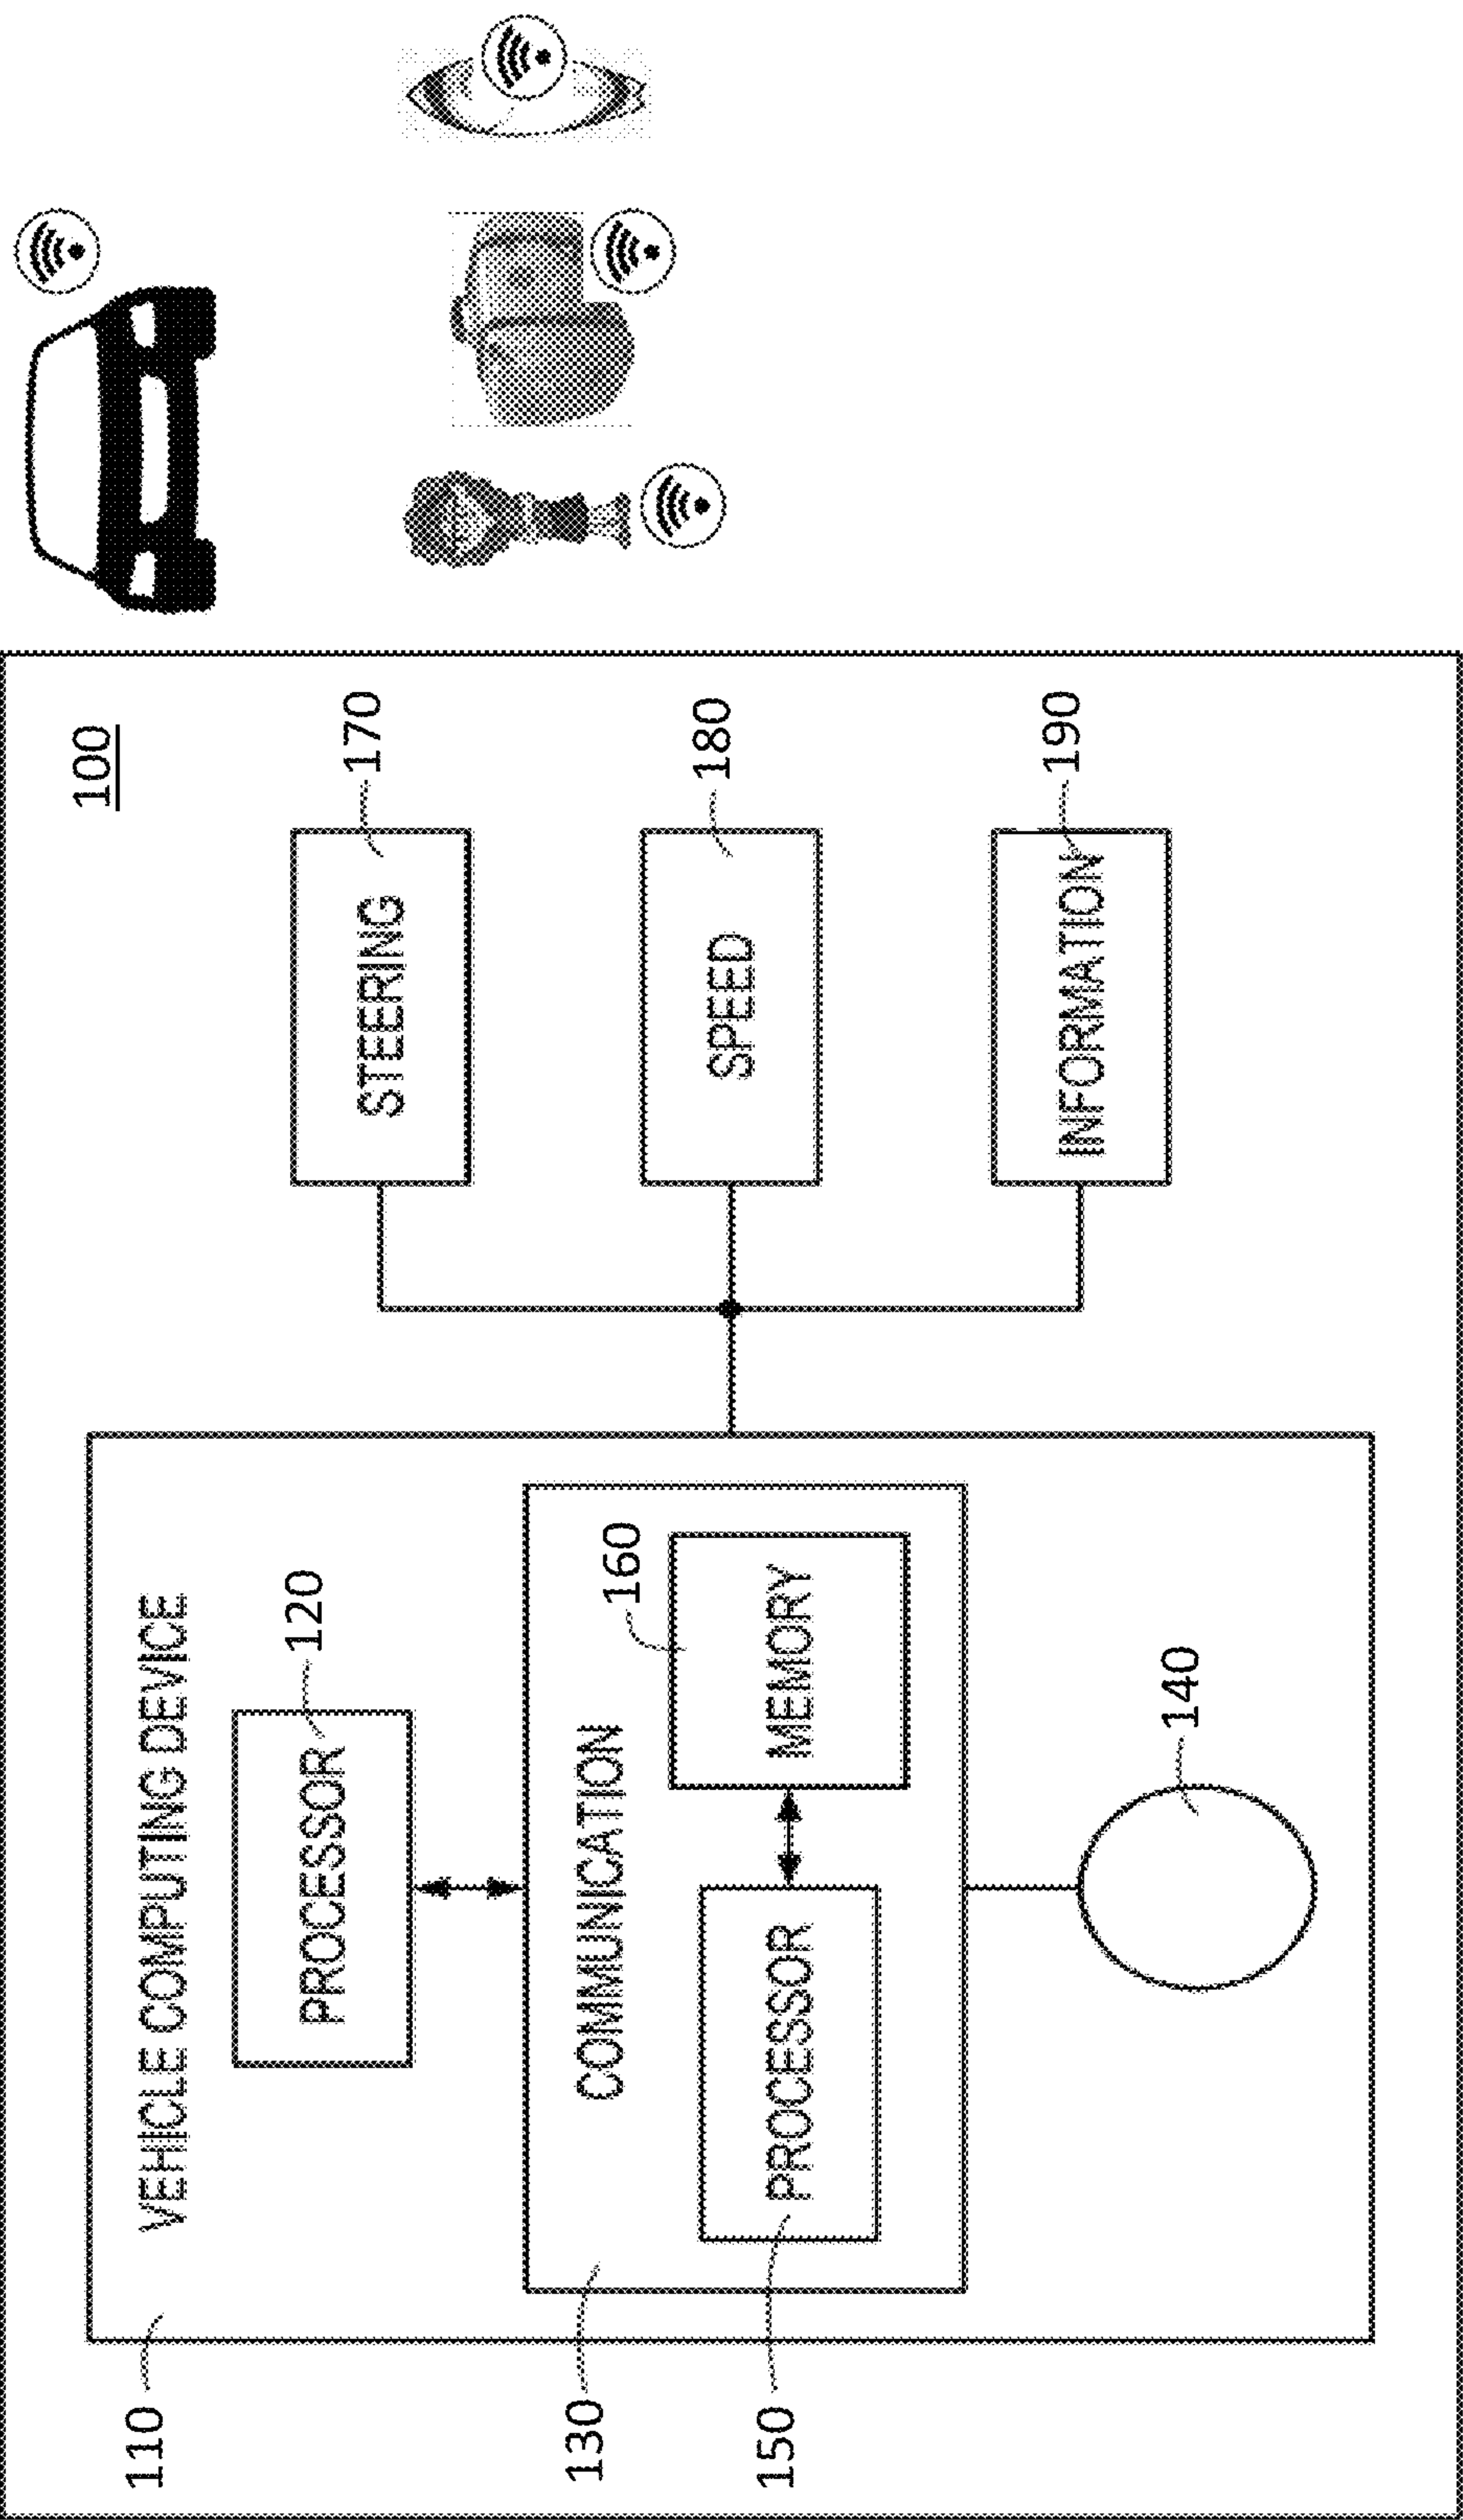 100
110
VEHICLE COMPUTING DEVICE
120
PROCESSOR
130
COMMUNICATION
160
150
PROCESSOR
MEMORY
140
STEERING
170
SPEED
180
INFORMATION
190